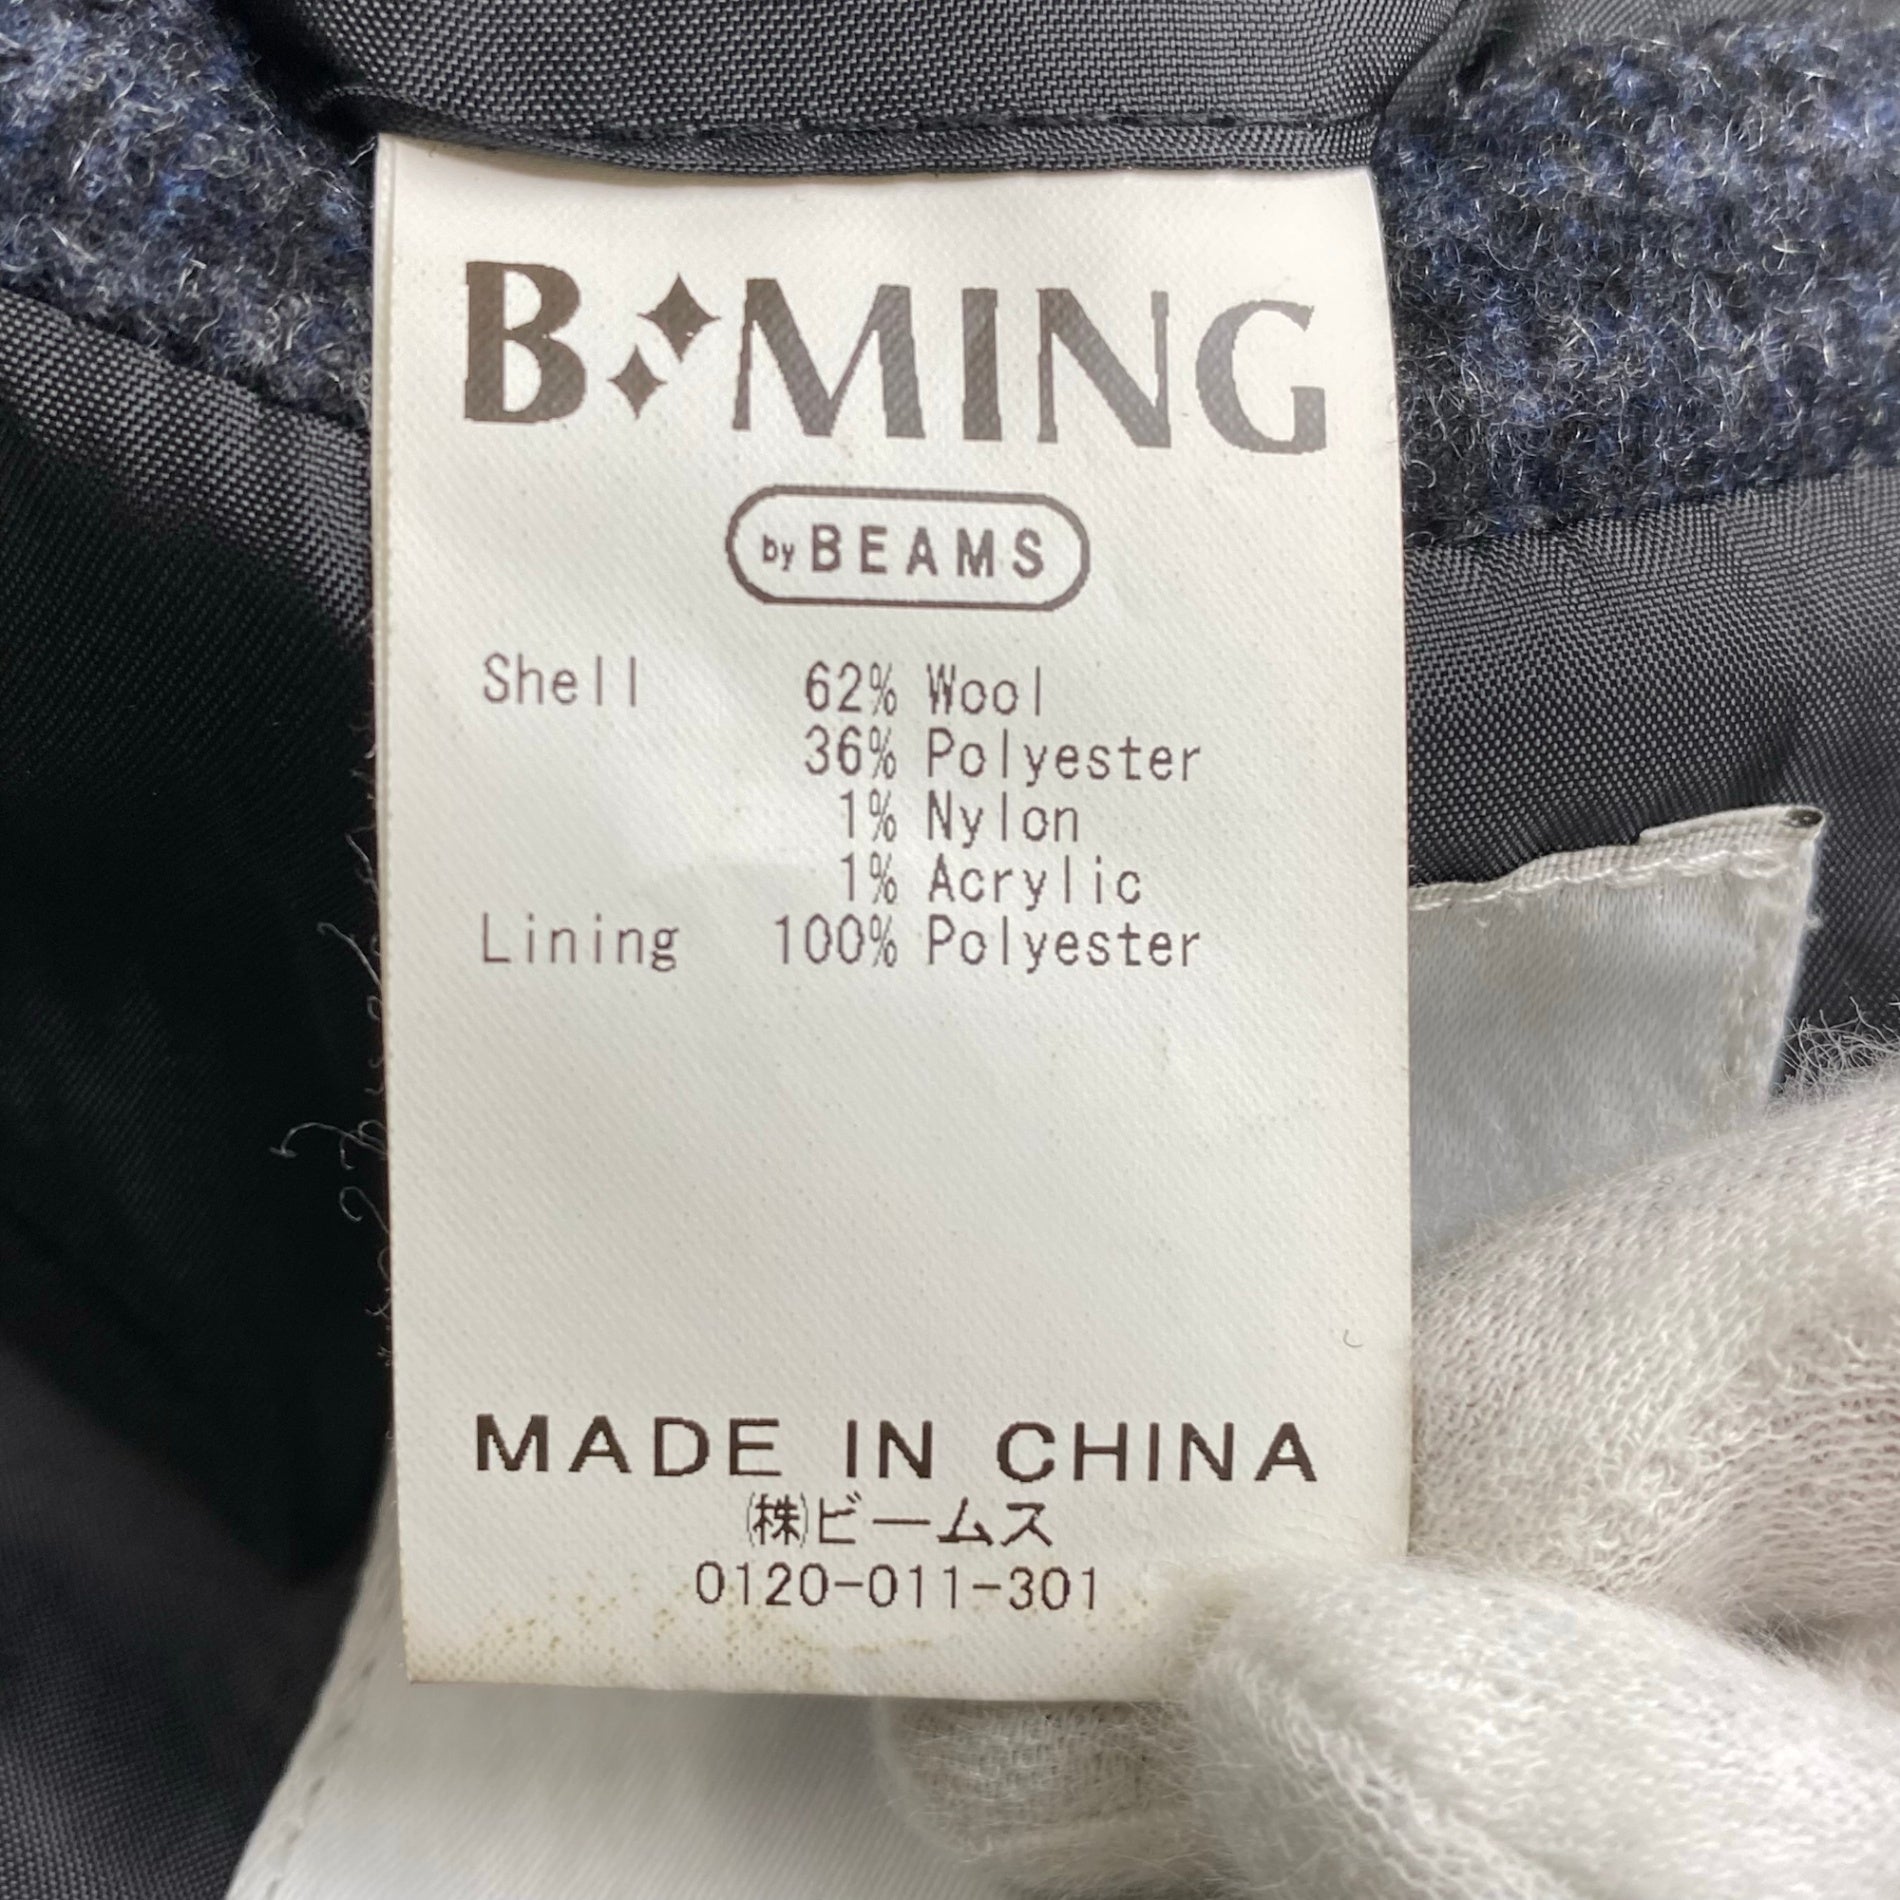 B MING
by BEAMS
Shell 62% Wool
36% Polyester
1% Nylon
1% Acrylic
Lining 100% Polyester
MADE IN CHINA
㈱ビームス
0120-011-301